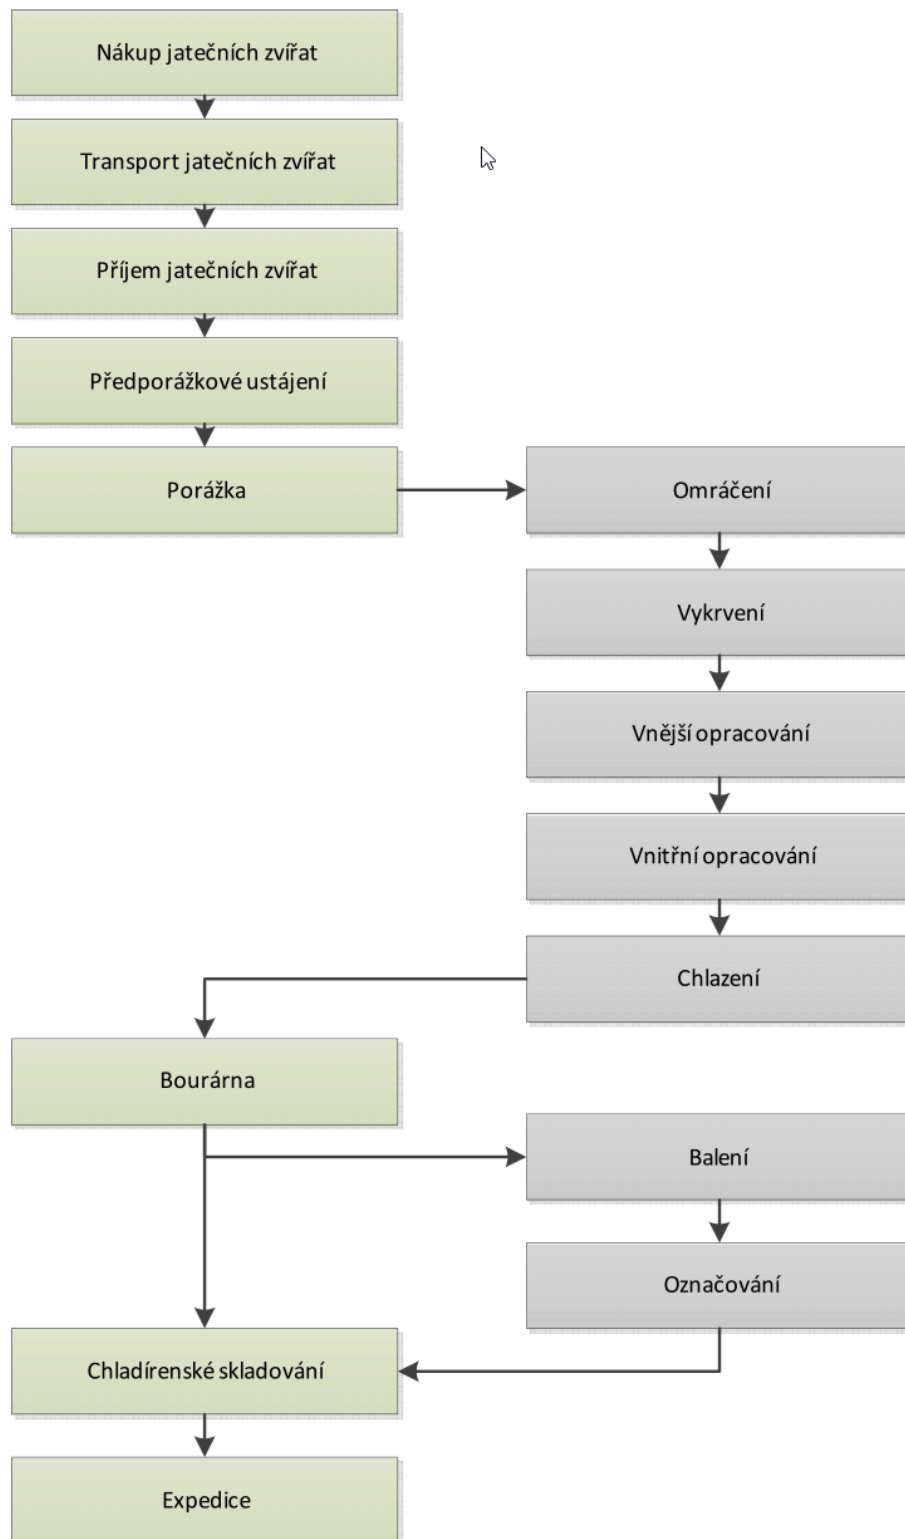 Nákup jatečních zvířat
Transport jatečních zvířat
Příjem jatečních zvířat
Předporážkové ustájení
Porážka
Omráčení
Vykrvení
Vnější opracování
Vnitřní opracování
Chlazení
Bourárna
Balení
Označování
Chladírenské skladování
Expedice